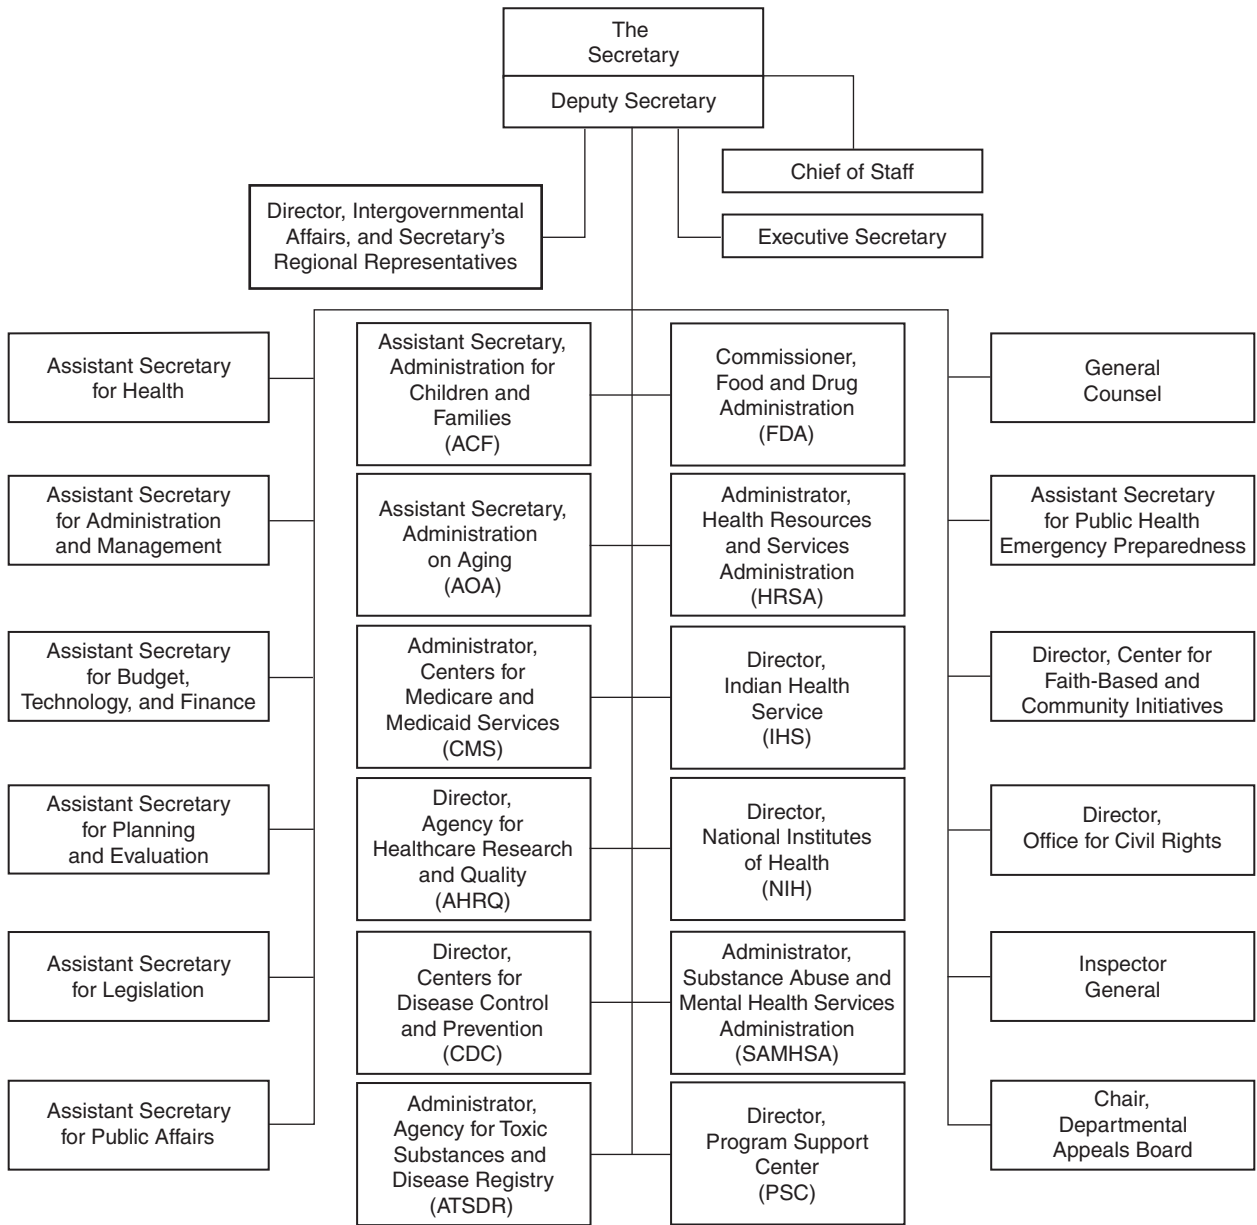 The
Secretary
Deputy Secretary
Chief of Staff
Director, Intergovernmental
Affairs, and Secretary’s
Regional Representatives
Executive Secretary
Assistant Secretary
for Health
Assistant Secretary,
Administration for
Children and
Families
(ACF)
Commissioner,
Food and Drug
Administration
(FDA)
General
Counsel
Assistant Secretary
for Administration
and Management
Assistant Secretary,
Administration
on Aging
(AOA)
Administrator,
Health Resources
and Services
Administration
(HRSA)
Assistant Secretary
for Public Health
Emergency Preparedness
Assistant Secretary
for Budget,
Technology, and Finance
Administrator,
Centers for
Medicare and
Medicaid Services
(CMS)
Director,
Indian Health
Service
(IHS)
Director, Center for
Faith-Based and
Community Initiatives
Assistant Secretary
for Planning
and Evaluation
Director,
Agency for
Healthcare Research
and Quality
(AHRQ)
Director,
National Institutes
of Health
(NIH)
Director,
Office for Civil Rights
Assistant Secretary
for Legislation
Director,
Centers for
Disease Control
and Prevention
(CDC)
Administrator,
Substance Abuse and
Mental Health Services
Administration
(SAMHSA)
Inspector
General
Assistant Secretary
for Public Affairs
Administrator,
Agency for Toxic
Substances and
Disease Registry
(ATSDR)
Director,
Program Support
Center
(PSC)
Chair,
Departmental
Appeals Board